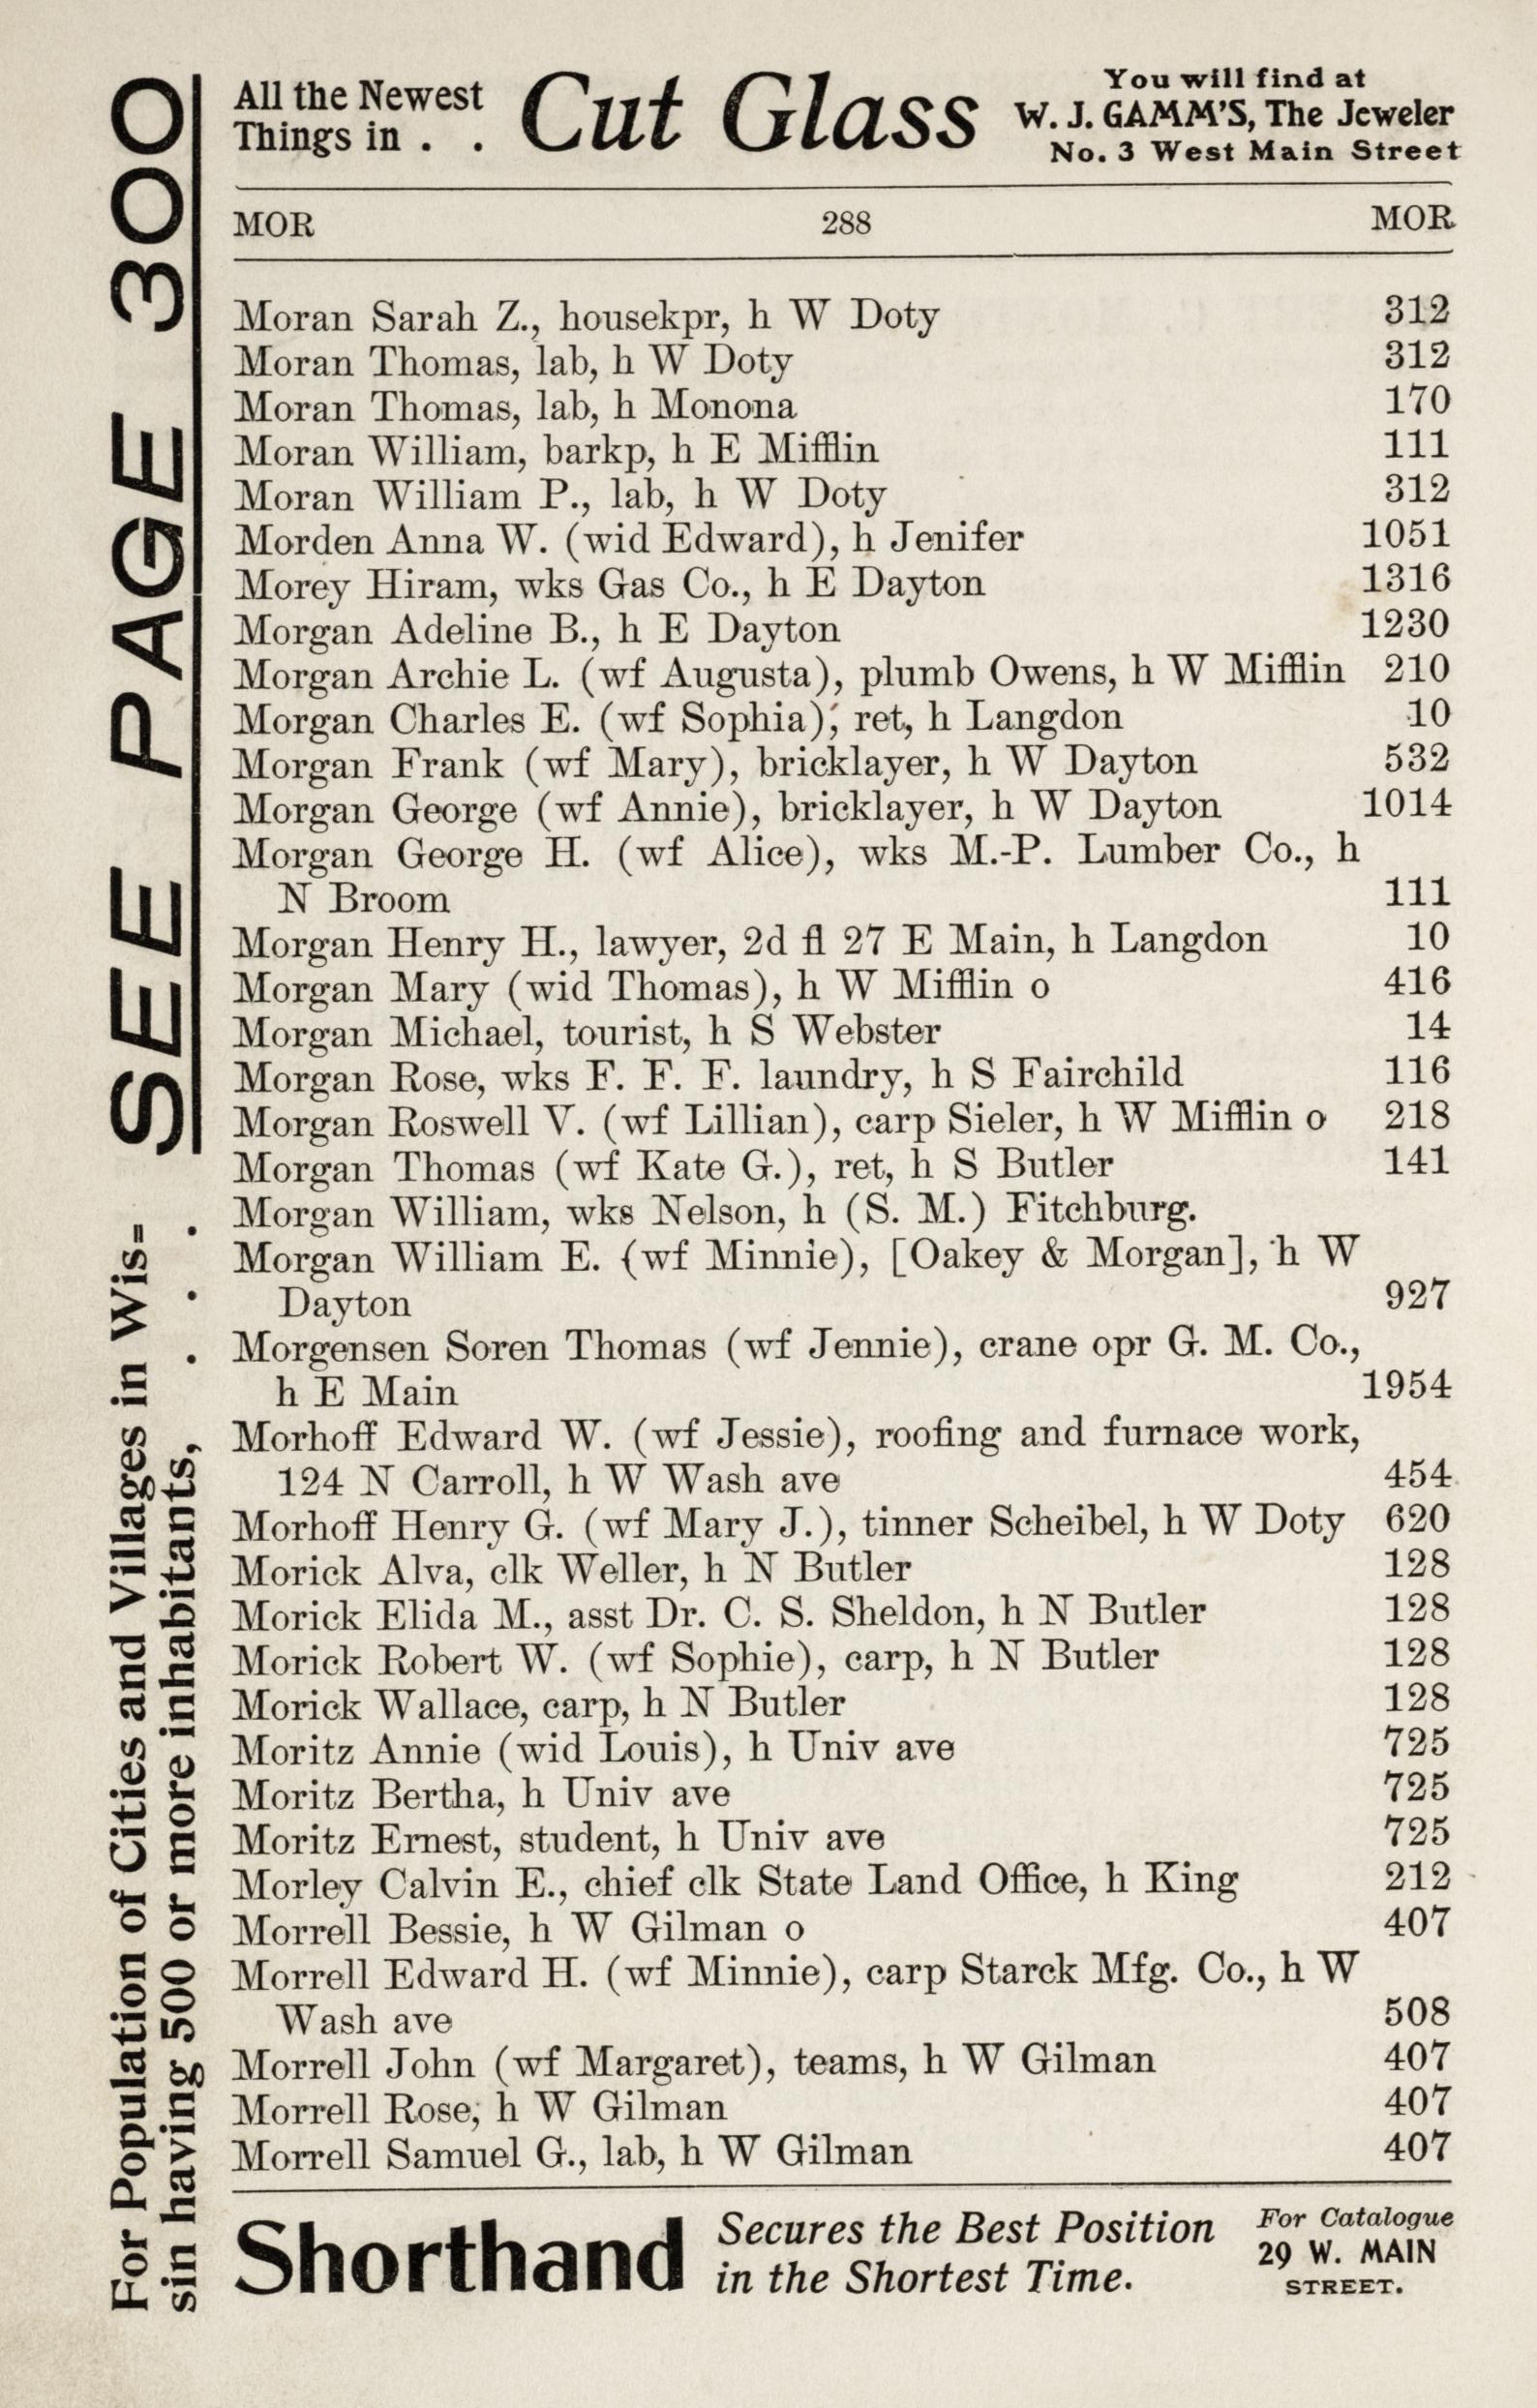 All the Newest
Things in . .
Cut Glass
You will find at
W. J. GAMM'S, The Jeweler
No. 3 West Main Street
MOR 288 MOR
Moran Sarah Z., housekpr, h W Doty 312
Moran Thomas, lab, h W Doty 312
Moran Thomas, lab, h Monona 170
Moran William, barkp, h E Mifflin 111
Moran William P., lab, h W Doty 312
Morden Anna W. (wid Edward), h Jenifer 1051
Morey Hiram, wks Gas Co., h E Dayton 1316
Morgan Adeline B., h E Dayton 1230
Morgan Archie L. (wf Augusta), plumb Owens, h W Mifflin 210
Morgan Charles E. (wf Sophia), ret, h Langdon 10
Morgan Frank (wf Mary), bricklayer, h W Dayton 532
Morgan George (wf Annie), bricklayer, h W Dayton 1014
Morgan George H. (wf Alice), wks M.-P. Lumber Co., h
N Broom 111
Morgan Henry H., lawyer, 2d fl 27 E Main, h Langdon 10
Morgan Mary (wid Thomas), h W Mifflin o 416
Morgan Michael, tourist, h S Webster 14
Morgan Rose, wks F. F. F. laundry, h S Fairchild 116
Morgan Roswell V. (wf Lillian), carp Sieler, h W Mifflin o 218
Morgan Thomas (wf Kate G.), ret, h S Butler 141
Morgan William, wks Nelson, h (S. M.) Fitchburg.
Morgan William E. (wf Minnie), [Oakey & Morgan], h W
Dayton 927
Morgensen Soren Thomas (wf Jennie), crane opr G. M. Co.,
h E Main 1954
Morhoff Edward W. (wf Jessie), roofing and furnace work,
124 N Carroll, h W Wash ave 454
Morhoff Henry G. (wf Mary J.), tinner Scheibel, h W Doty 620
Morick Alva, clk Weller, h N Butler 128
Morick Elida M., asst Dr. C. S. Sheldon, h N Butler 128
Morick Robert W. (wf Sophie), carp, h N Butler 128
Morick Wallace, carp, h N Butler 128
Moritz Annie (wid Louis), h Univ ave 725
Moritz Bertha, h Univ ave 725
Moritz Ernest, student, h Univ ave 725
Morley Calvin E., chief clk State Land Office, h King 212
Morrell Bessie, h W Gilman o 407
Morrell Edward H. (wf Minnie), carp Starck Mfg. Co., h W
Wash ave 508
Morrell John (wf Margaret), teams, h W Gilman 407
Morrell Rose, h W Gilman 407
Morrell Samuel G., lab, h W Gilman 407
Shorthand
Secures the Best Position
in the Shortest Time.
For Catalogue
29 W. MAIN
STREET.
For Population of Cities and Villages in Wis-
sin having 500 or more inhabitants, . . .
SEE PAGE 300